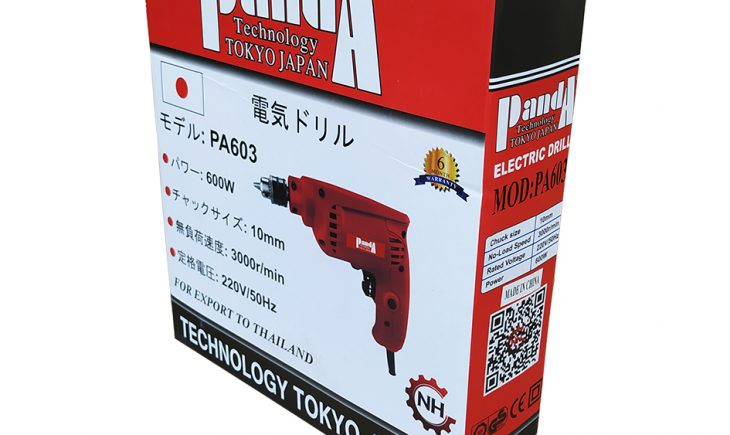 Panda
Technology
TOKYO JAPAN
電気ドリル
モデル: PA603
パワー: 600W
チャックサイズ: 10mm
無負荷速度: 3000r/min
定格電圧: 220V/50Hz
FOR EXPORT TO THAILAND
6
WARRANTY
Panda
NH
TECHNOLOGY TOKYO JA
Panda
Technology
TOKYO JAPAN
ELECTRIC DRILL
MOD:PA603
Chuck size 10mm
No-Load Speed 3000r/min
Rated Voltage 220V/50Hz
Power 600W
MADE IN CHINA
GS CE